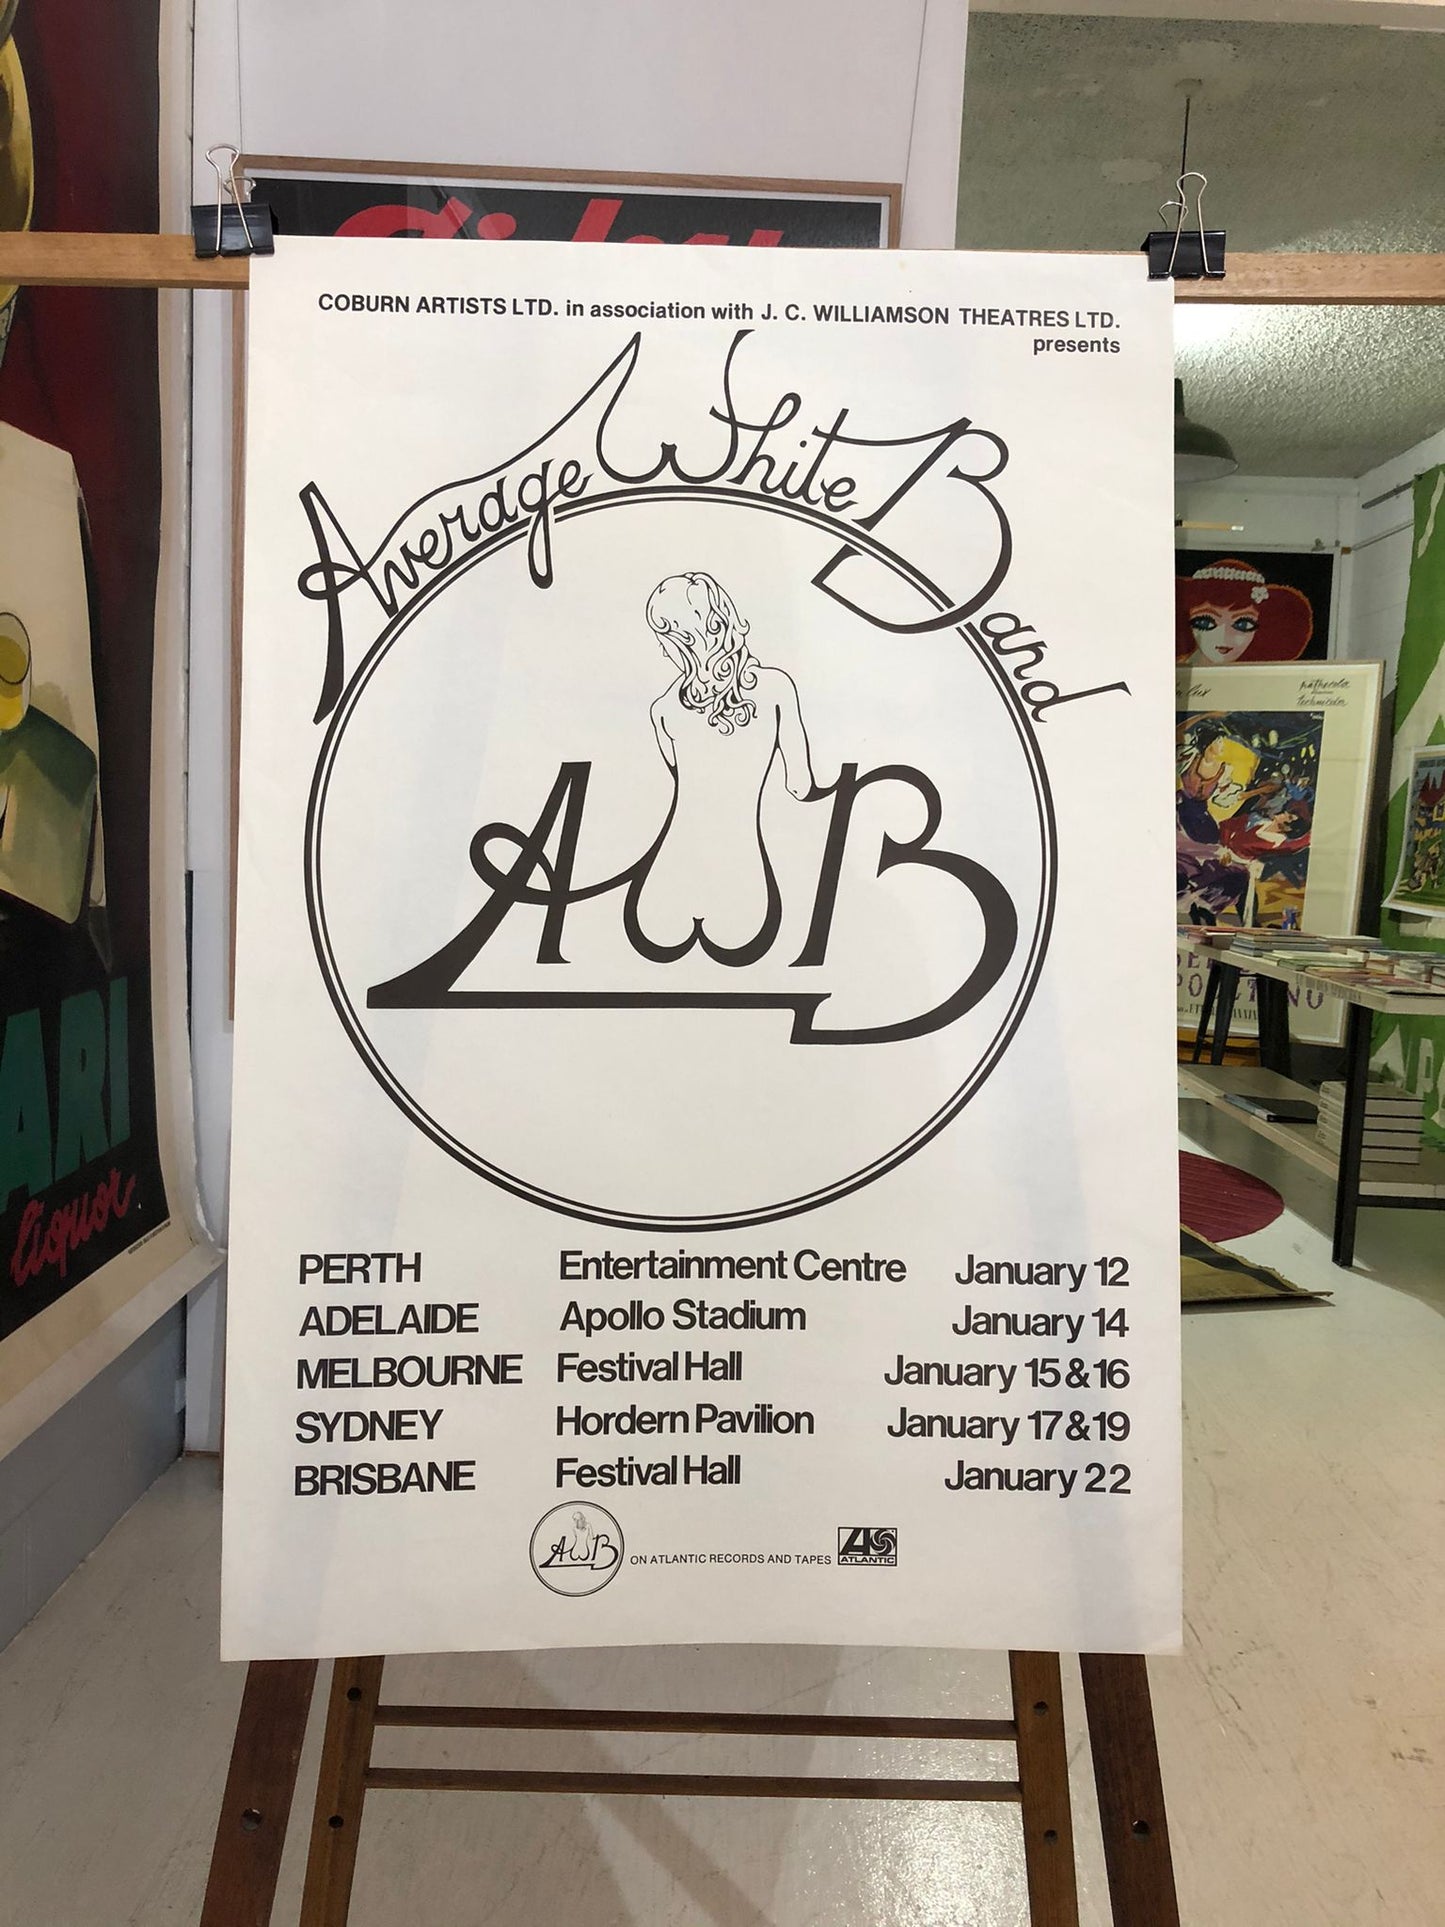 COBURN ARTISTS LTD. in association with J. C. WILLIAMSON THEATRES LTD.
presents
Average White Band
AWB
PERTH Entertainment Centre January 12
ADELAIDE Apollo Stadium January 14
MELBOURNE Festival Hall January 15 & 16
SYDNEY Hordern Pavilion January 17 & 19
BRISBANE Festival Hall January 22
AWB ON ATLANTIC RECORDS AND TAPES ATLANTIC
ARI
liquor
technicolor